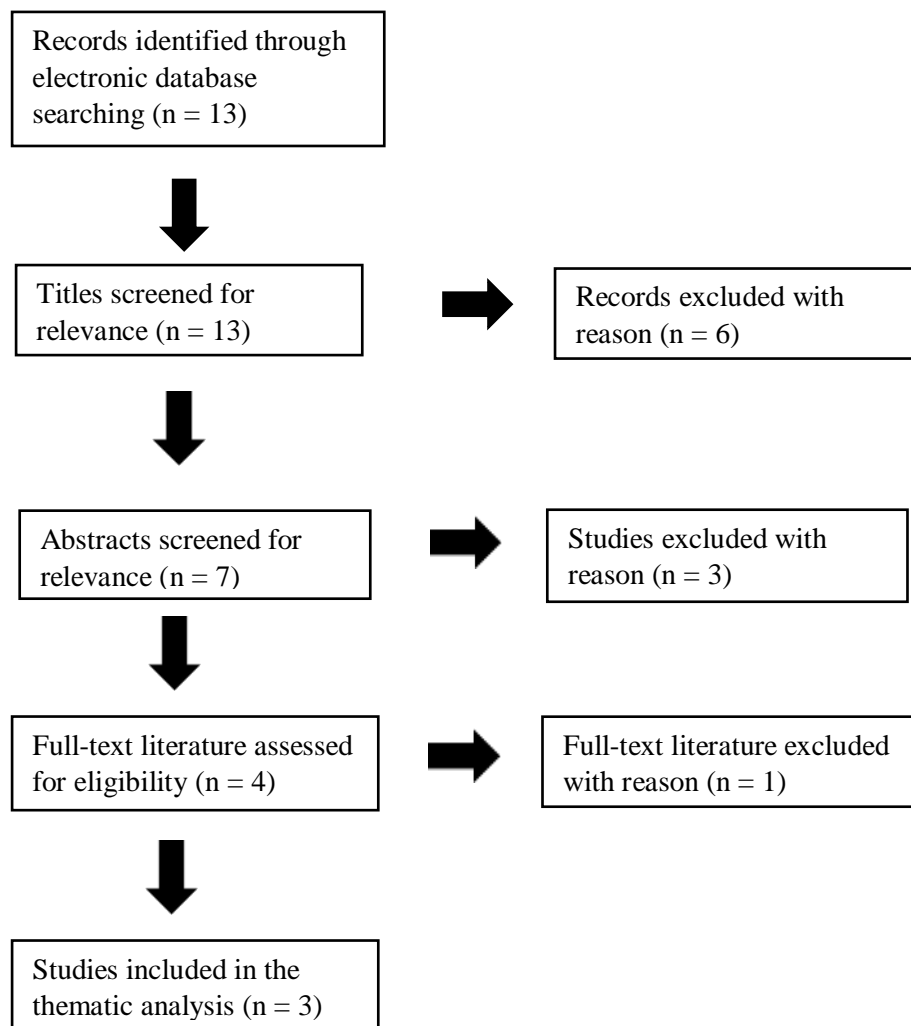 Records identified through
electronic database
searching (n = 13)
Titles screened for
relevance (n = 13)
Records excluded with
reason (n = 6)
Abstracts screened for
relevance (n = 7)
Studies excluded with
reason (n = 3)
Full-text literature assessed
for eligibility (n = 4)
Full-text literature excluded
with reason (n = 1)
Studies included in the
thematic analysis (n = 3)